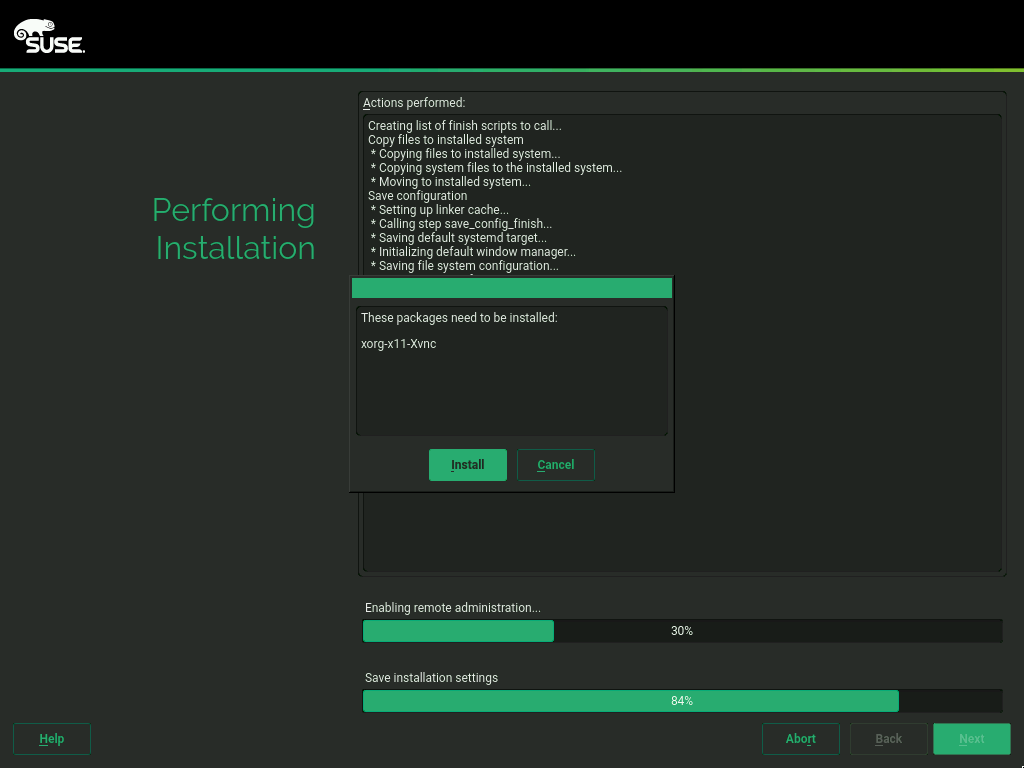 SUSE.
Performing
Installation
Actions performed:
Creating list of finish scripts to call...
Copy files to installed system
* Copying files to installed system...
* Copying system files to the installed system...
* Moving to installed system...
Save configuration
* Setting up linker cache...
* Calling step save_config_finish...
* Saving default systemd target...
* Initializing default window manager...
* Saving file system configuration...
These packages need to be installed:
xorg-x11-Xvnc
Install
Cancel
Enabling remote administration...
30%
Save installation settings
84%
Help
Abort
Back
Next